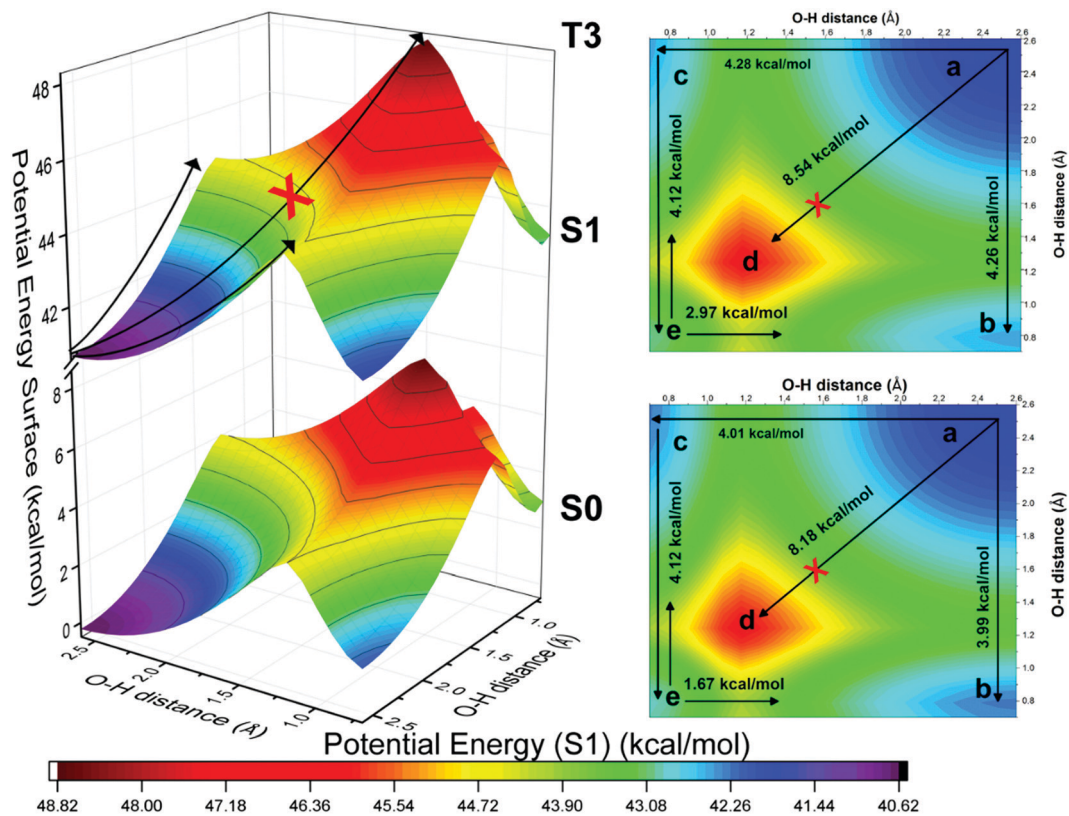 T3
S1
S0
Potential Energy Surface (kcal/mol)
48
46
44
42
8
6
4
2
0
2.5
2.0
1.5
1.0
O-H distance (Å)
1.0
1.5
2.0
2.5
O-H distance (Å)
O-H distance (Å)
0.8 1.0 1.2 1.4 1.6 1.8 2.0 2.2 2.4 2.6
c
4.28 kcal/mol
a
4.12 kcal/mol
8.54 kcal/mol
4.26 kcal/mol
d
2.97 kcal/mol
e
b
2.6
2.4
2.2
2.0
1.8
1.6
1.4
1.2
1.0
0.8
O-H distance (Å)
O-H distance (Å)
0.8 1.0 1.2 1.4 1.6 1.8 2.0 2.2 2.4 2.6
c
4.01 kcal/mol
a
4.12 kcal/mol
8.18 kcal/mol
3.99 kcal/mol
d
1.67 kcal/mol
e
b
2.6
2.4
2.2
2.0
1.8
1.6
1.4
1.2
1.0
0.8
O-H distance (Å)
Potential Energy (S1) (kcal/mol)
48.82 48.00 47.18 46.36 45.54 44.72 43.90 43.08 42.26 41.44 40.62